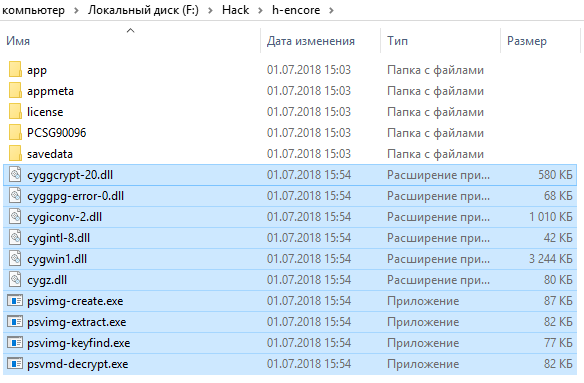 компьютер > Локальный диск (F:) > Hack > h-encore >
Имя Дата изменения Тип Размер
app 01.07.2018 15:03 Папка с файлами
appmeta 01.07.2018 15:03 Папка с файлами
license 01.07.2018 15:03 Папка с файлами
PCSG90096 01.07.2018 15:03 Папка с файлами
savedata 01.07.2018 15:03 Папка с файлами
cyggcrypt-20.dll 01.07.2018 15:54 Расширение при... 580 КБ
cyggpg-error-0.dll 01.07.2018 15:54 Расширение при... 68 КБ
cygiconv-2.dll 01.07.2018 15:54 Расширение при... 1 010 КБ
cygintl-8.dll 01.07.2018 15:54 Расширение при... 42 КБ
cygwin1.dll 01.07.2018 15:54 Расширение при... 3 244 КБ
cygz.dll 01.07.2018 15:54 Расширение при... 80 КБ
psvimg-create.exe 01.07.2018 15:54 Приложение 87 КБ
psvimg-extract.exe 01.07.2018 15:54 Приложение 82 КБ
psvimg-keyfind.exe 01.07.2018 15:54 Приложение 77 КБ
psvmd-decrypt.exe 01.07.2018 15:54 Приложение 82 КБ